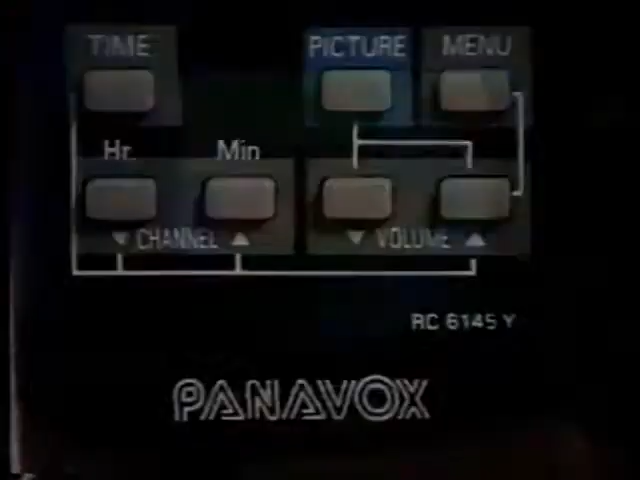 TIME PICTURE MENU
Hr. Min
▼ CHANNEL ▲ ▼ VOLUME ▲
RC 6145 Y
PANAVOX